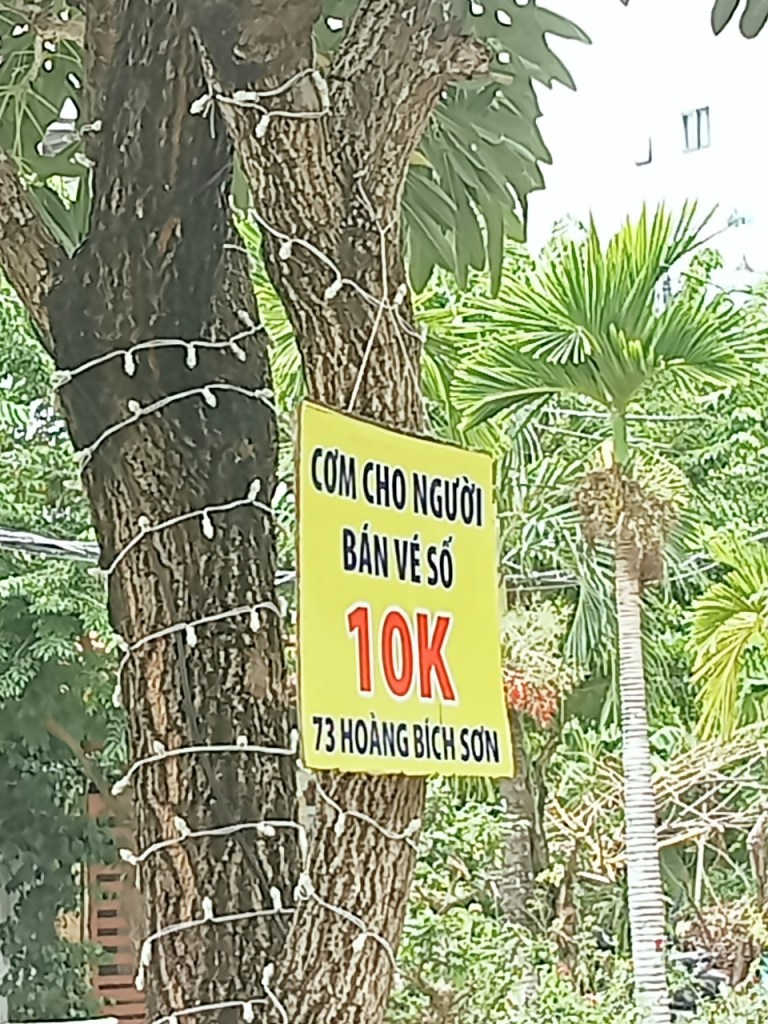 CƠM CHO NGƯỜI
BÁN VÉ SỐ
10K
73 HOÀNG BÍCH SƠN